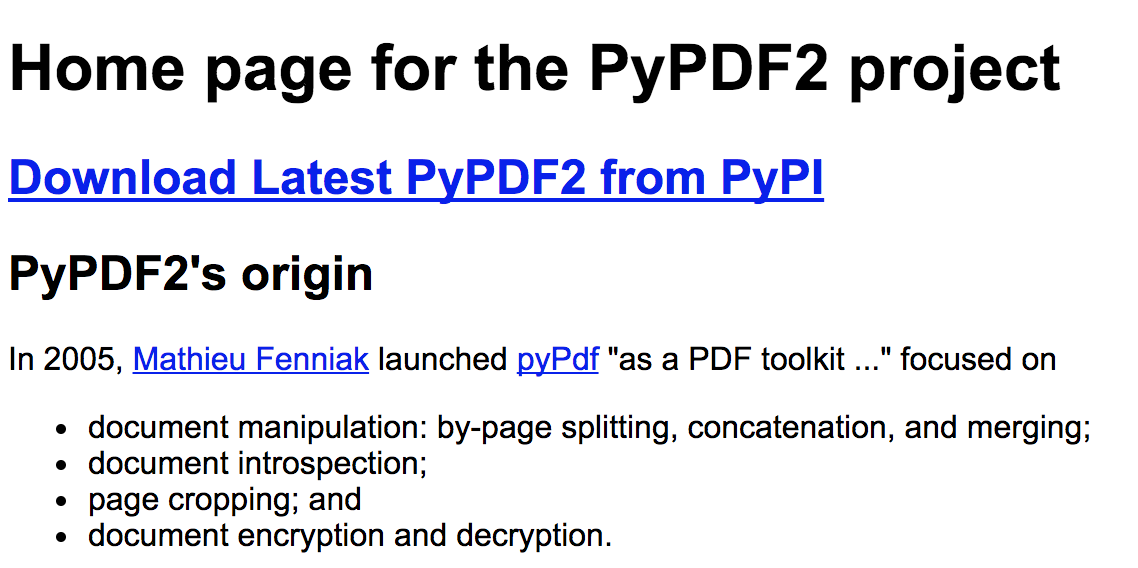 Home page for the PyPDF2 project
Download Latest PyPDF2 from PyPI
PyPDF2's origin
In 2005, Mathieu Fenniak launched pyPdf "as a PDF toolkit ..." focused on
• document manipulation: by-page splitting, concatenation, and merging;
• document introspection;
• page cropping; and
• document encryption and decryption.